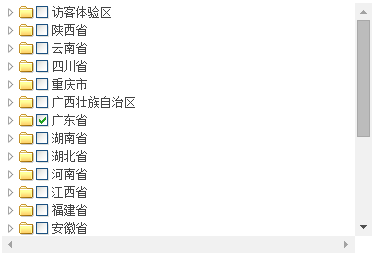 访客体验区
陕西省
云南省
四川省
重庆市
广西壮族自治区
广东省
湖南省
湖北省
河南省
江西省
福建省
安徽省